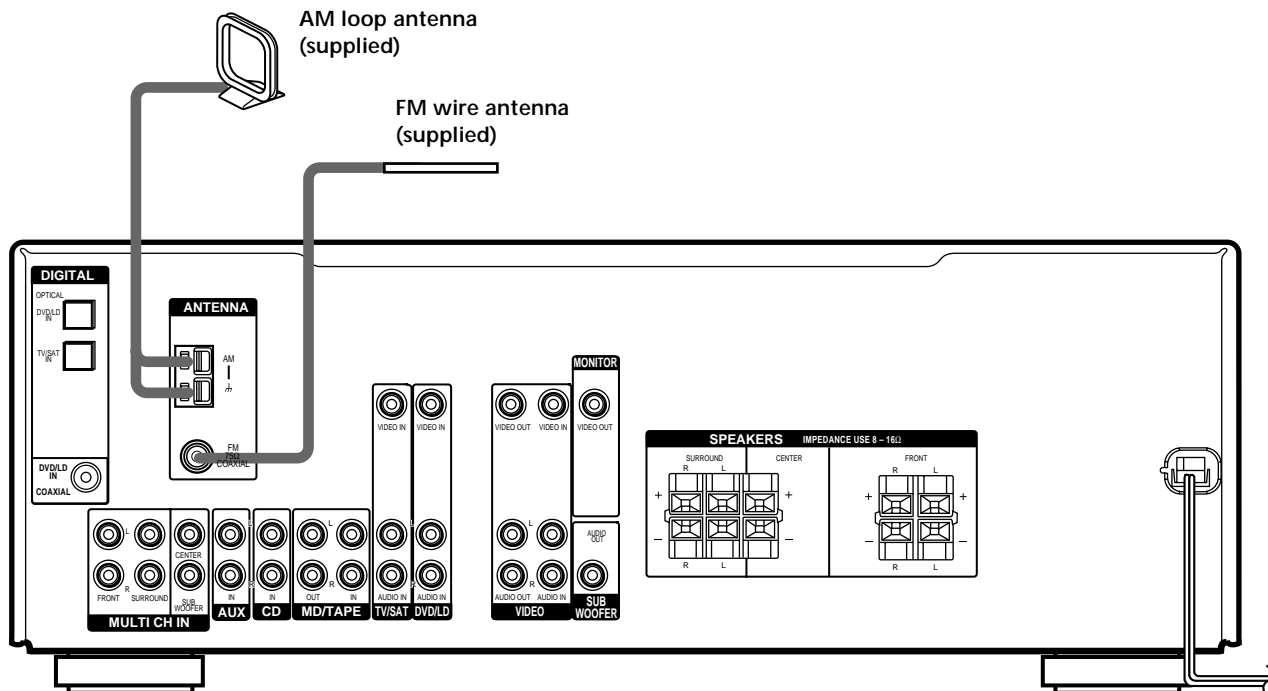 AM loop antenna
(supplied)
FM wire antenna
(supplied)
DIGITAL
OPTICAL
DVD/LD
IN
TV/SAT
IN
DVD/LD
IN
COAXIAL
ANTENNA
AM
FM
75Ω
COAXIAL
MONITOR
VIDEO IN
VIDEO IN
VIDEO OUT
VIDEO IN
VIDEO OUT
SPEAKERS
IMPEDANCE USE 8 – 16Ω
SURROUND
CENTER
FRONT
R
L
R
L
+
+
+
+
–
–
–
–
R
L
R
L
L
CENTER
R
FRONT
SURROUND
SUB
WOOFER
MULTI CH IN
L
R
IN
AUX
IN
CD
L
R
OUT
IN
MD/TAPE
L
R
AUDIO IN
TV/SAT
AUDIO IN
DVD/LD
L
R
AUDIO OUT
AUDIO IN
VIDEO
AUDIO
OUT
SUB
WOOFER